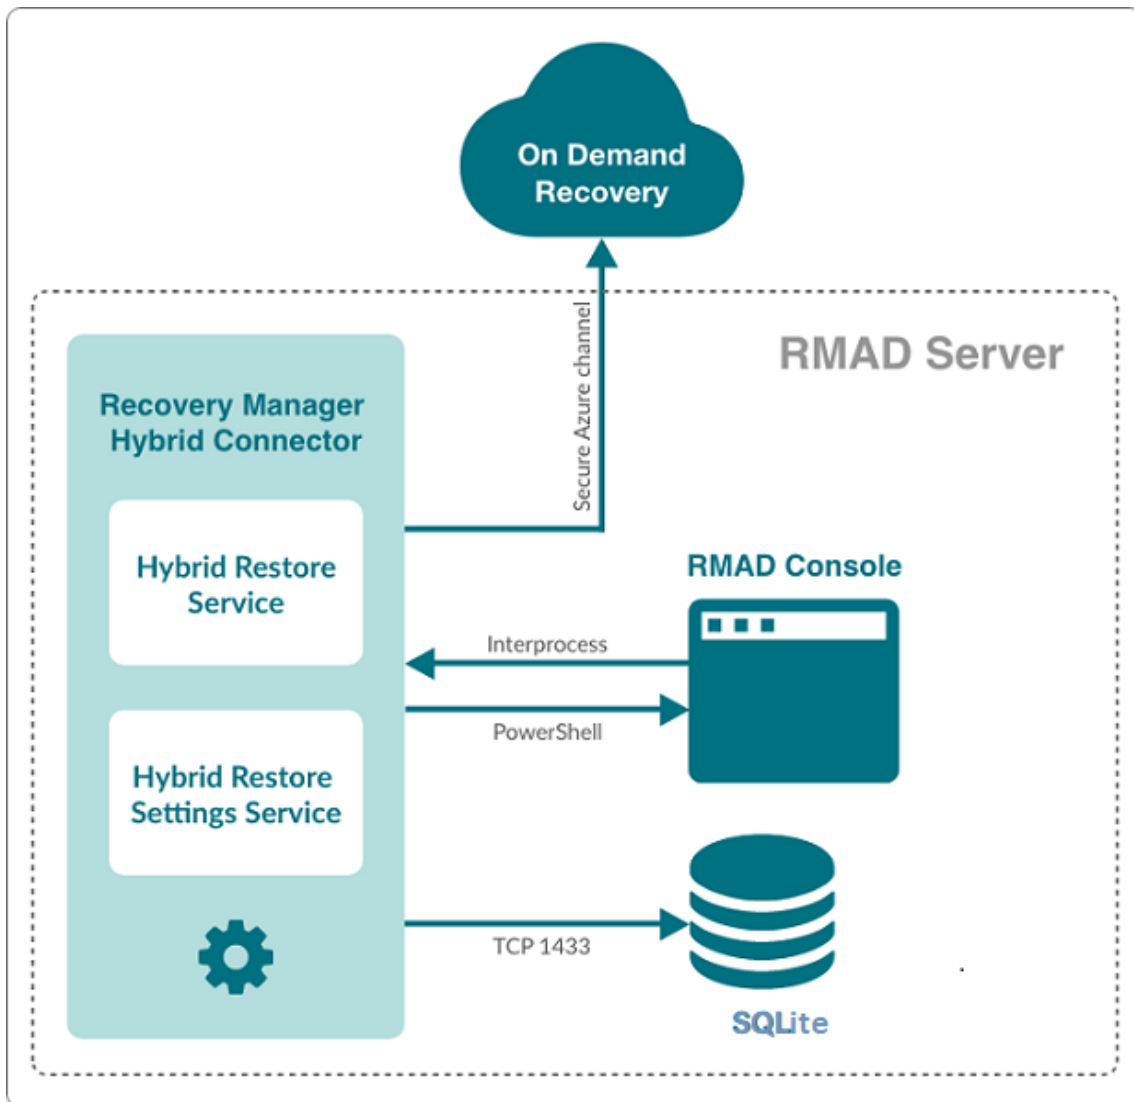 On Demand
Recovery
Secure Azure channel
RMAD Server
Recovery Manager
Hybrid Connector
Hybrid Restore
Service
RMAD Console
Interprocess
PowerShell
Hybrid Restore
Settings Service
TCP 1433
SQLite